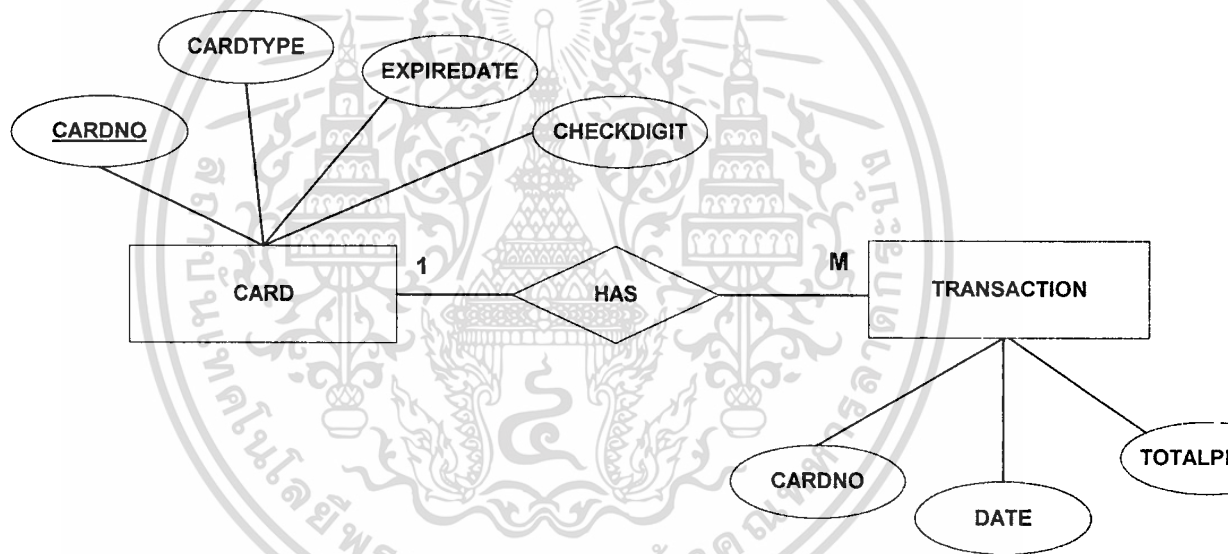 CARDTYPE
EXPIREDATE
CARDNO
CHECKDIGIT
1
M
CARD
HAS
TRANSACTION
CARDNO
DATE